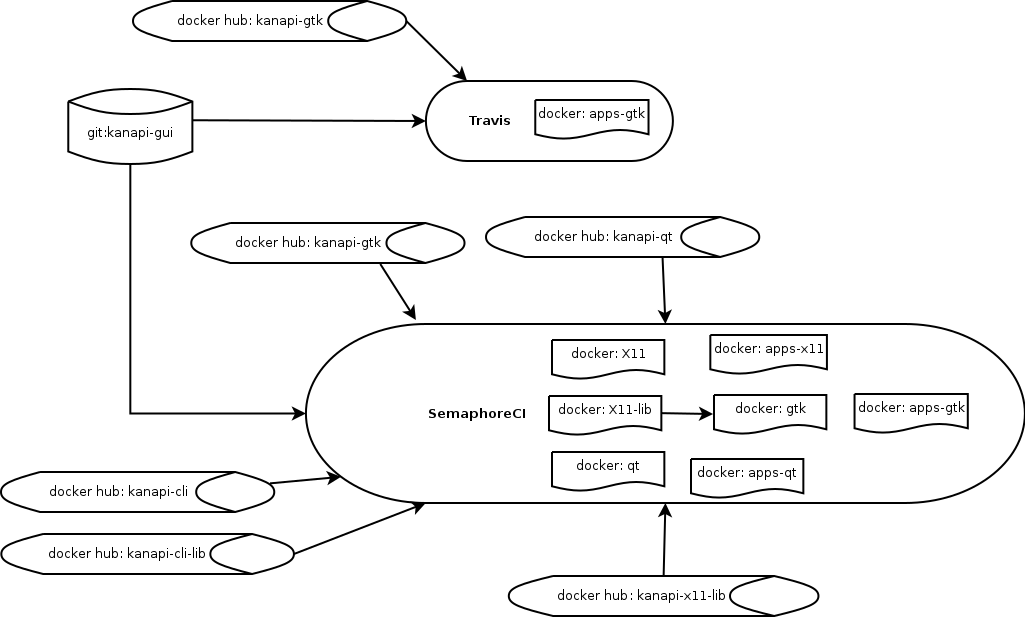 docker hub: kanapi-gtk
Travis
docker: apps-gtk
git:kanapi-gui
docker hub: kanapi-gtk
docker hub: kanapi-qt
docker: X11
docker: apps-x11
SemaphoreCI
docker: X11-lib
docker: gtk
docker: apps-gtk
docker: qt
docker: apps-qt
docker hub: kanapi-cli
docker hub: kanapi-cli-lib
docker hub: kanapi-x11-lib